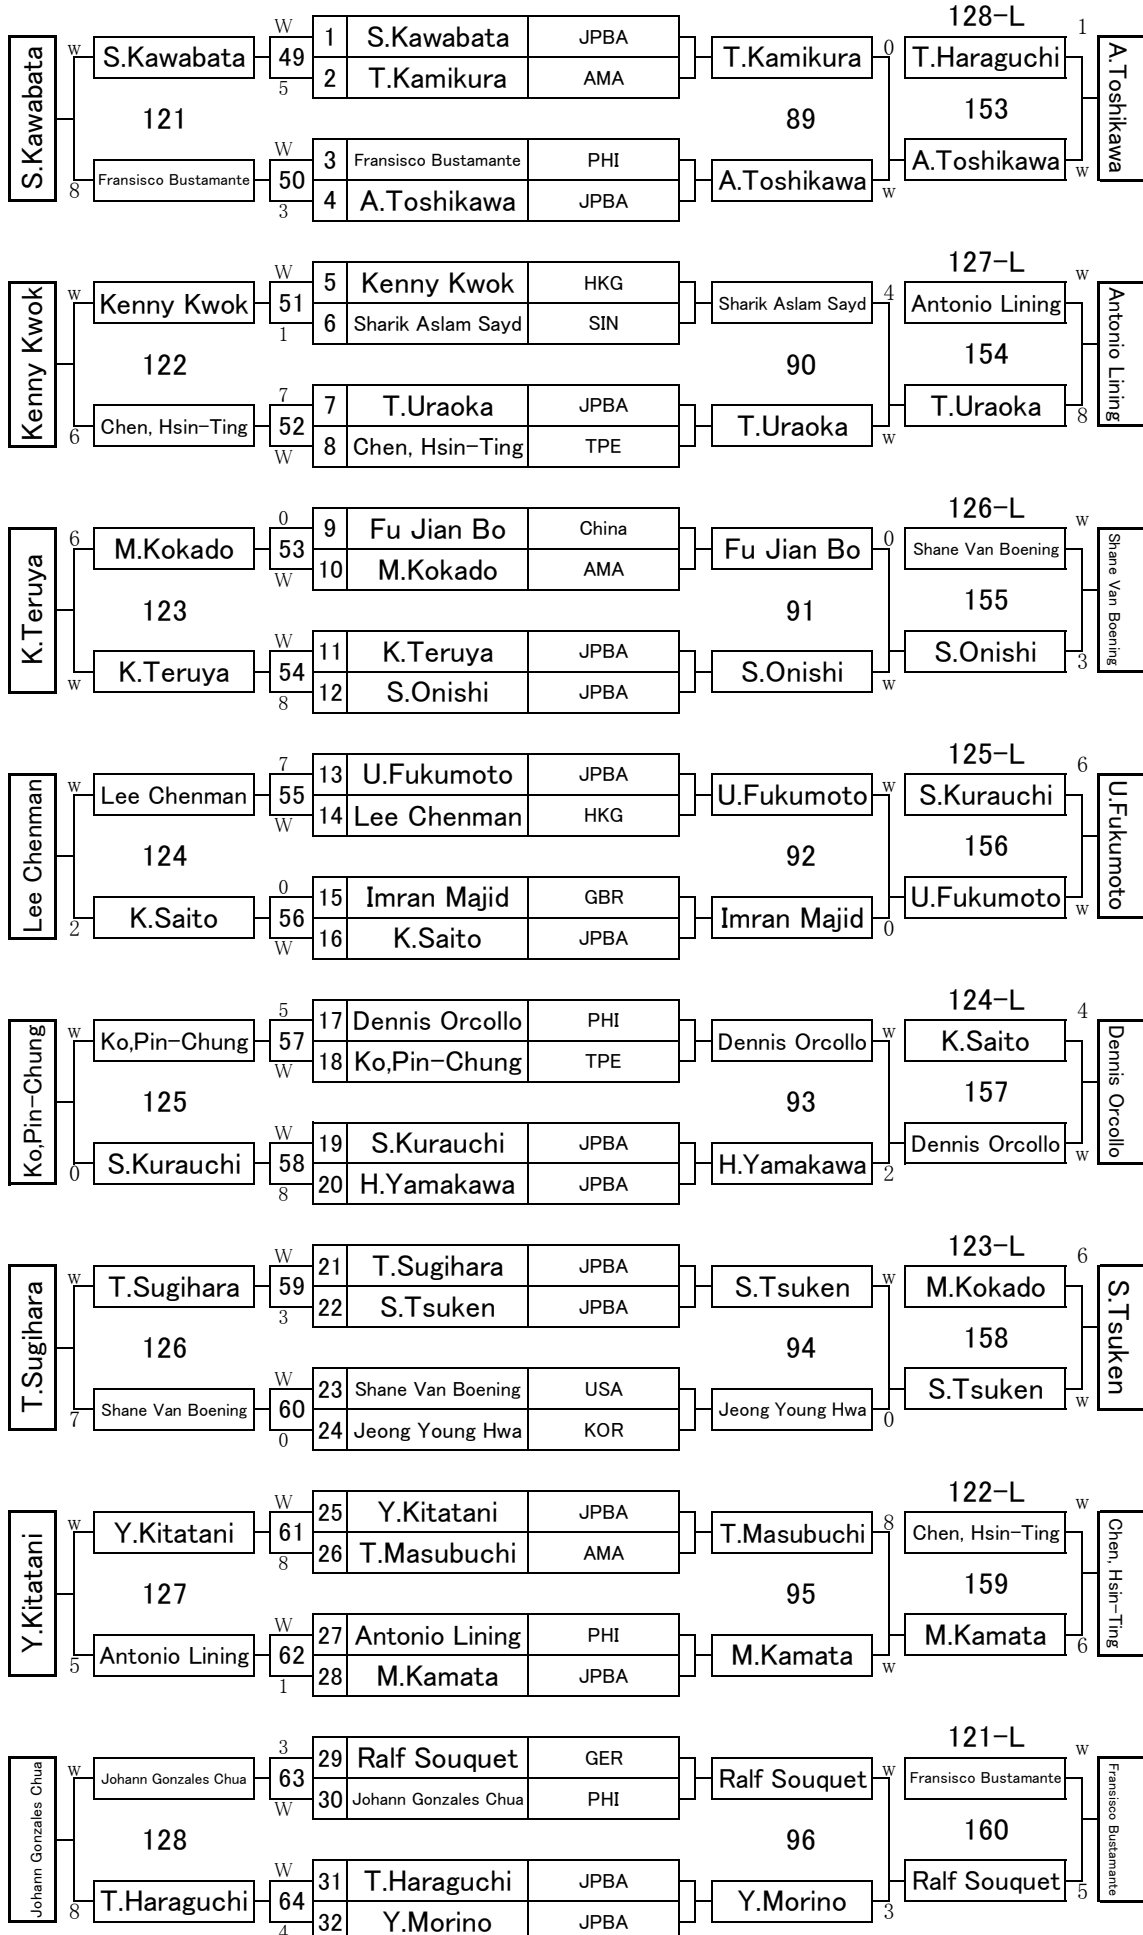 128-L
W 1 S.Kawabata JPBA 1
w S.Kawabata 49 T.Kamikura 0 T.Haraguchi
2 T.Kamikura AMA
5
S.Kawabata 121 89 153 A.Toshikawa
W 3 Fransisco Bustamante PHI
Fransisco Bustamante 50 A.Toshikawa A.Toshikawa w
8 4 A.Toshikawa JPBA w
3
127-L
W 5 Kenny Kwok HKG w
w Kenny Kwok 51 Sharik Aslam Sayd 4 Antonio Lining
6 Sharik Aslam Sayd SIN
1
Kenny Kwok 122 90 154 Antonio Lining
7 7 T.Uraoka JPBA
Chen, Hsin-Ting 52 T.Uraoka T.Uraoka 8
6 8 Chen, Hsin-Ting TPE w
W
126-L
0 9 Fu Jian Bo China w
6 M.Kokado 53 Fu Jian Bo 0 Shane Van Boening
10 M.Kokado AMA
W
K.Teruya 123 91 155 Shane Van Boening
W 11 K.Teruya JPBA
K.Teruya 54 S.Onishi S.Onishi 3
w 12 S.Onishi JPBA w
8
125-L
7 13 U.Fukumoto JPBA 6
w Lee Chenman 55 U.Fukumoto w S.Kurauchi
14 Lee Chenman HKG
W
Lee Chenman 124 92 156 U.Fukumoto
0 15 Imran Majid GBR
K.Saito 56 Imran Majid U.Fukumoto w
2 16 K.Saito JPBA 0
W
124-L
5 17 Dennis Orcollo PHI 4
w Ko,Pin-Chung 57 Dennis Orcollo w K.Saito
18 Ko,Pin-Chung TPE
W
Ko,Pin-Chung 125 93 157 Dennis Orcollo
W 19 S.Kurauchi JPBA
S.Kurauchi 58 H.Yamakawa Dennis Orcollo w
0 20 H.Yamakawa JPBA 2
8
123-L
W 21 T.Sugihara JPBA 6
w T.Sugihara 59 S.Tsuken w M.Kokado
22 S.Tsuken JPBA
3
T.Sugihara 126 94 158 S.Tsuken
W 23 Shane Van Boening USA
Shane Van Boening 60 Jeong Young Hwa S.Tsuken w
7 24 Jeong Young Hwa KOR 0
0
122-L
W 25 Y.Kitatani JPBA w
w Y.Kitatani 61 T.Masubuchi 8 Chen, Hsin-Ting
26 T.Masubuchi AMA
8
Y.Kitatani 127 95 159 Chen, Hsin-Ting
W 27 Antonio Lining PHI
Antonio Lining 62 M.Kamata M.Kamata 6
5 28 M.Kamata JPBA w
1
121-L
3 29 Ralf Souquet GER w
w Johann Gonzales Chua 63 Ralf Souquet w Fransisco Bustamante
30 Johann Gonzales Chua PHI
W
Johann Gonzales Chua 128 96 160 Fransisco Bustamante
W 31 T.Haraguchi JPBA
T.Haraguchi 64 Y.Morino Ralf Souquet 5
8 32 Y.Morino JPBA 3
4